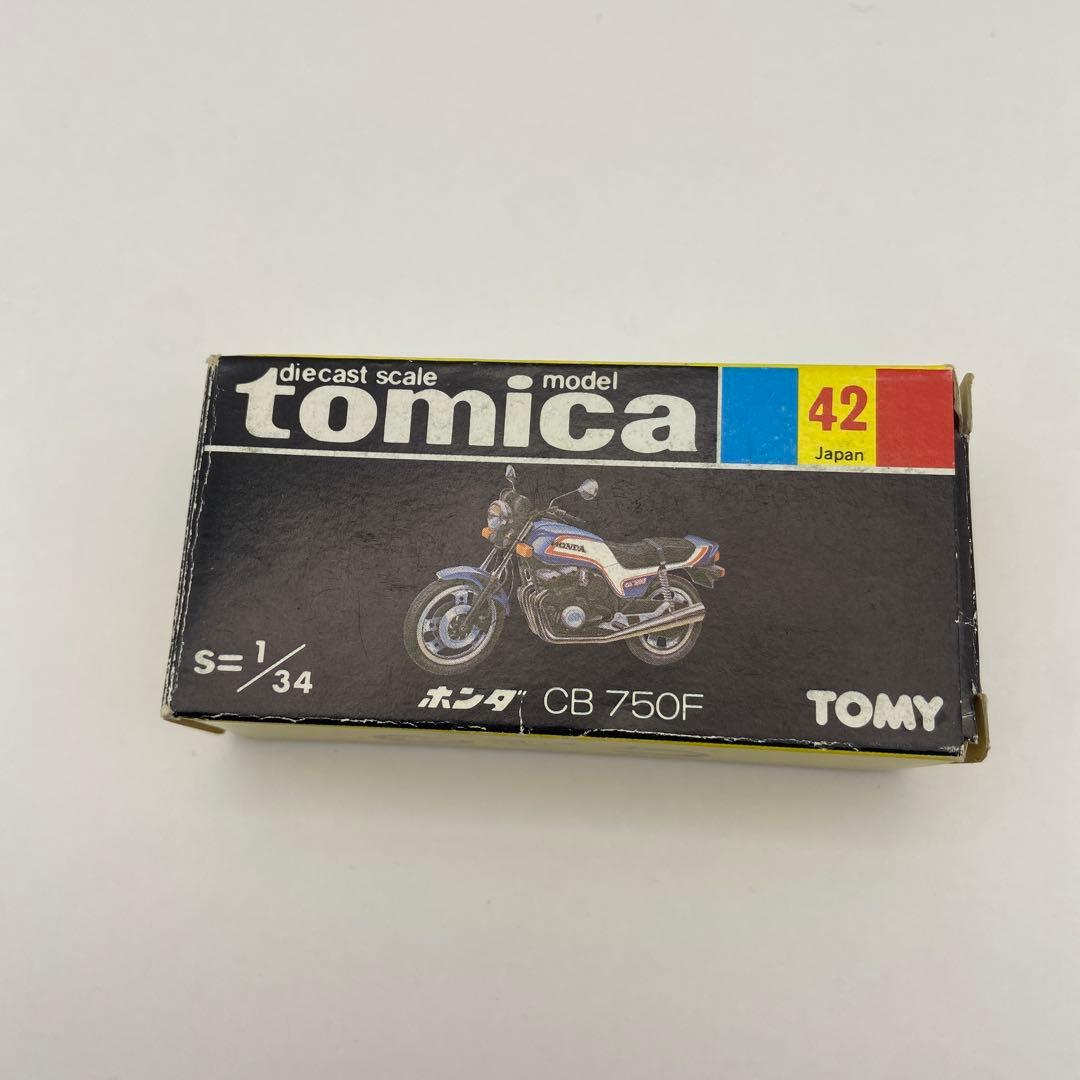 diecast scale model
tomica
42
Japan
HONDA
S=1/34
ホンダ CB 750F
TOMY